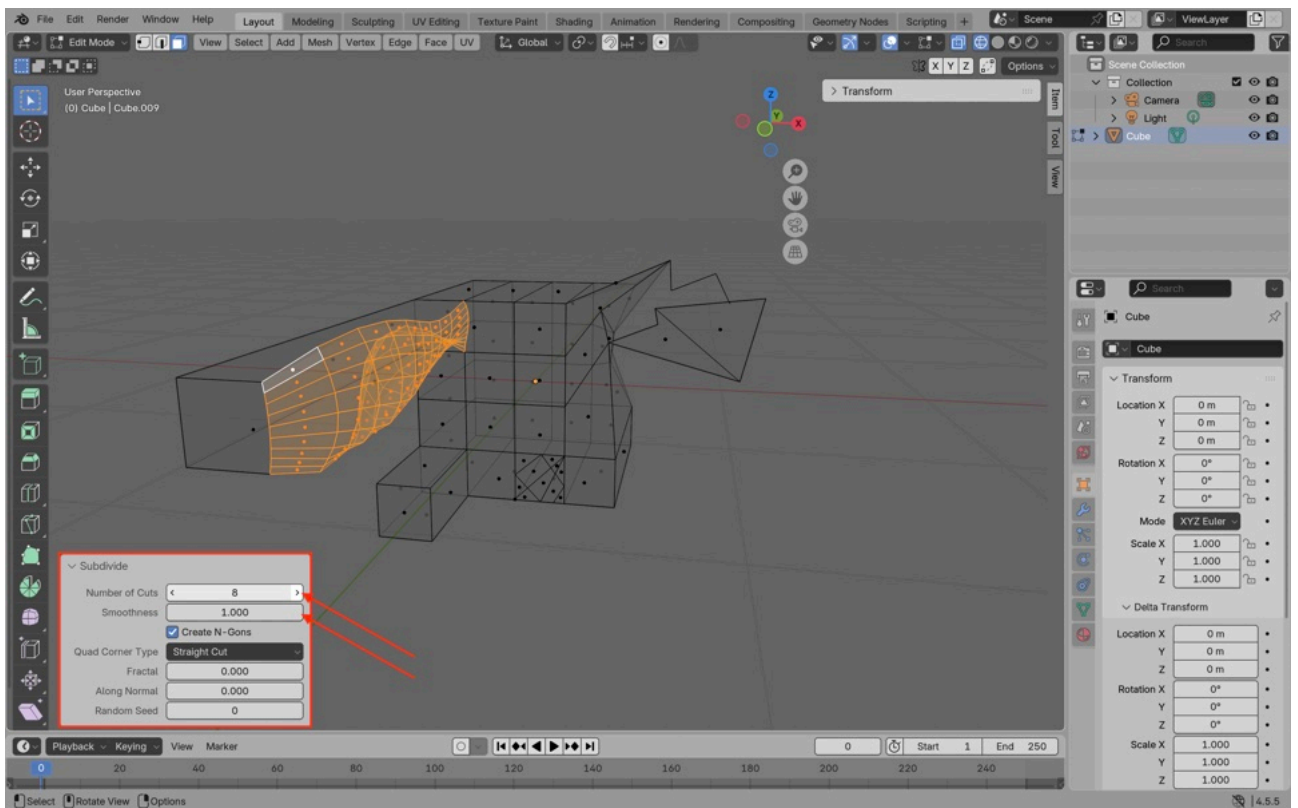 File Edit Render Window Help Layout Modeling Sculpting UV Editing Texture Paint Shading Animation Rendering Compositing Geometry Nodes Scripting + Scene ViewLayer
Edit Mode View Select Add Mesh Vertex Edge Face UV Global Search
X Y Z Options
Scene Collection
Collection
Camera
Light
Cube
User Perspective
(0) Cube | Cube.009
Z
Y
X
Transform
Item
Tool
View
Search
Cube
Cube
Transform
Location X 0 m
Y 0 m
Z 0 m
Rotation X 0°
Y 0°
Z 0°
Mode XYZ Euler
Scale X 1.000
Y 1.000
Z 1.000
Delta Transform
Location X 0 m
Y 0 m
Z 0 m
Rotation X 0°
Y 0°
Z 0°
Scale X 1.000
Y 1.000
Z 1.000
Subdivide
Number of Cuts 8
Smoothness 1.000
Create N-Gons
Quad Corner Type Straight Cut
Fractal 0.000
Along Normal 0.000
Random Seed 0
Playback Keying View Marker 0 Start 1 End 250
0 20 40 60 80 100 120 140 160 180 200 220 240
Select Rotate View Options 4.5.5